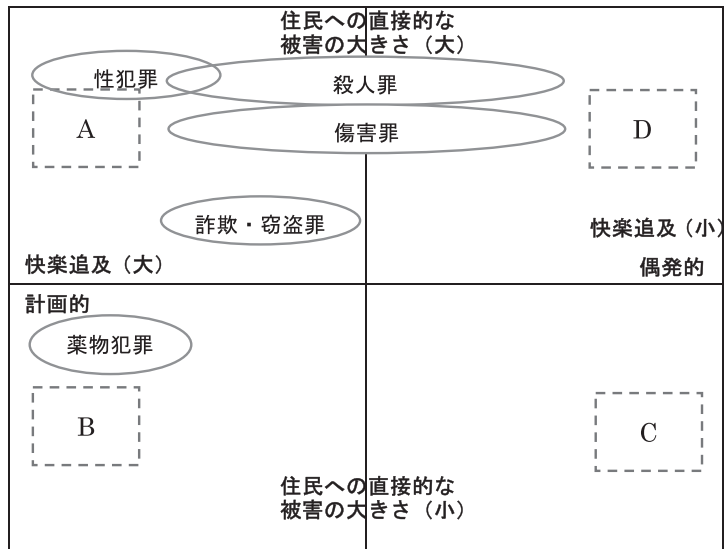 住民への直接的な
被害の大きさ（大）
性犯罪
殺人罪
A
傷害罪
D
詐欺・窃盗罪
快楽追及（小）
快楽追及（大）
偶発的
計画的
薬物犯罪
B
C
住民への直接的な
被害の大きさ（小）